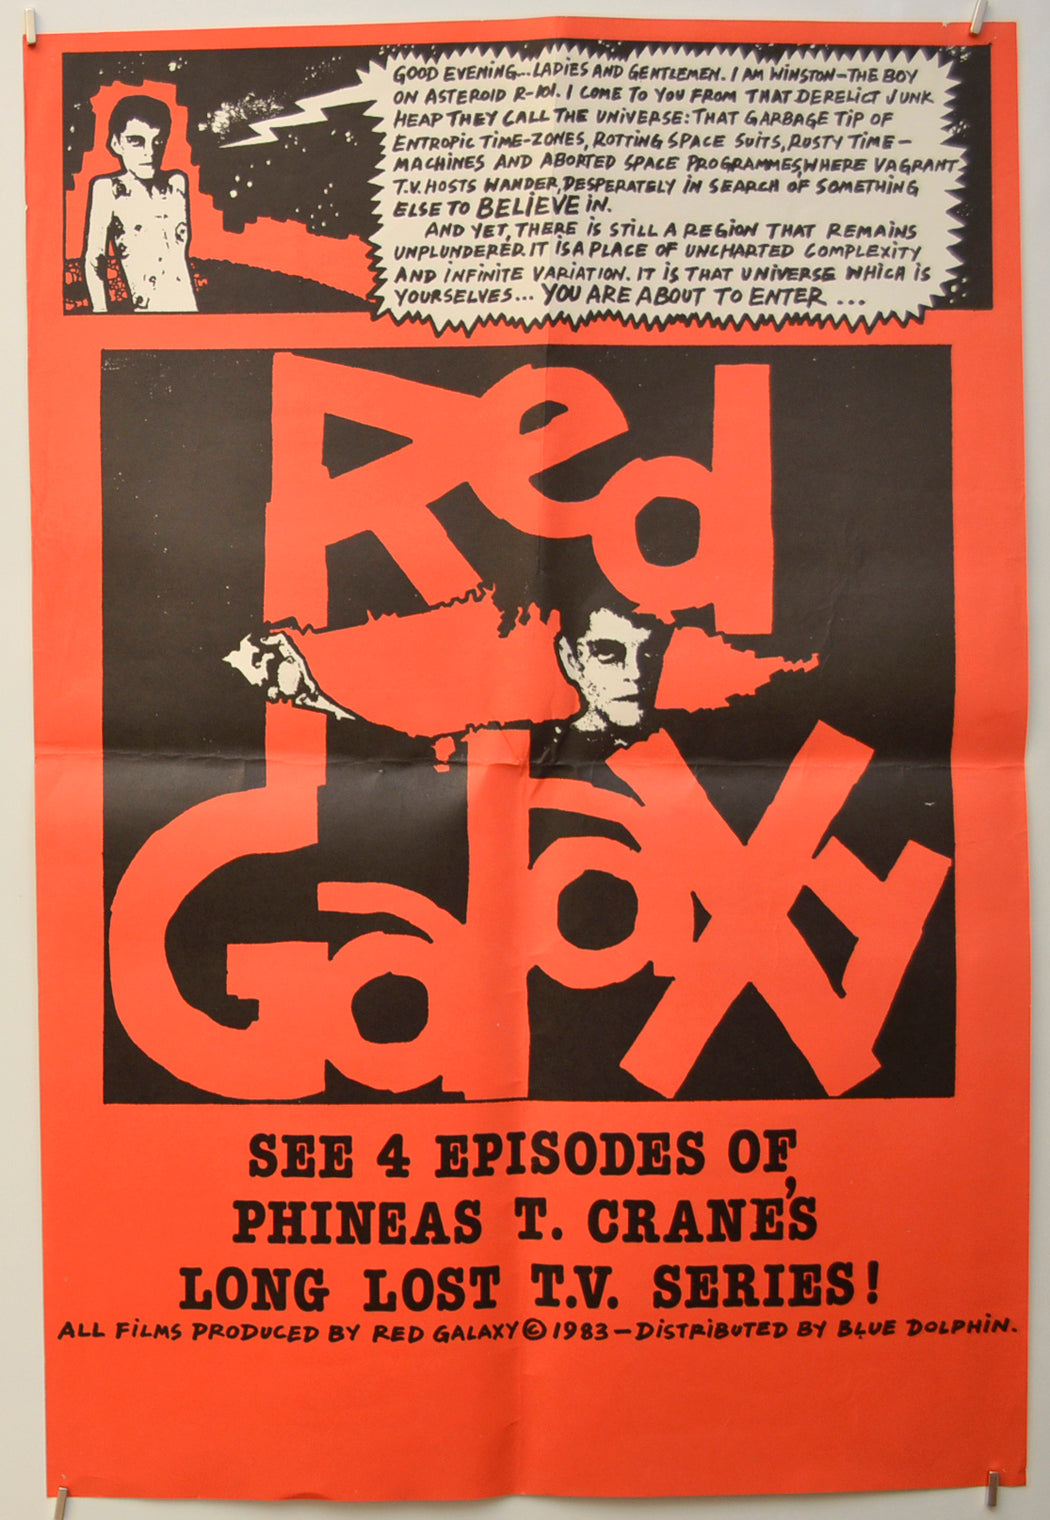 GOOD EVENING...LADIES AND GENTLEMEN. I AM WINSTON-THE BOY
ON ASTEROID R-101. I COME TO YOU FROM THAT DERELICT JUNK
HEAP THEY CALL THE UNIVERSE: THAT GARBAGE TIP OF
ENTROPIC TIME-ZONES, ROTTING SPACE SUITS, RUSTY TIME-
MACHINES AND ABORTED SPACE PROGRAMMES, WHERE VAGRANT
T.V. HOSTS WANDER, DESPERATELY IN SEARCH OF SOMETHING
ELSE TO BELIEVE IN.
AND YET, THERE IS STILL A REGION THAT REMAINS
UNPLUNDERED. IT IS A PLACE OF UNCHARTED COMPLEXITY
AND INFINITE VARIATION. IT IS THAT UNIVERSE WHICH IS
YOURSELVES... YOU ARE ABOUT TO ENTER ...
Red
Galaxy
SEE 4 EPISODES OF,
PHINEAS T. CRANE'S
LONG LOST T.V. SERIES!
ALL FILMS PRODUCED BY RED GALAXY © 1983 - DISTRIBUTED BY BLUE DOLPHIN.